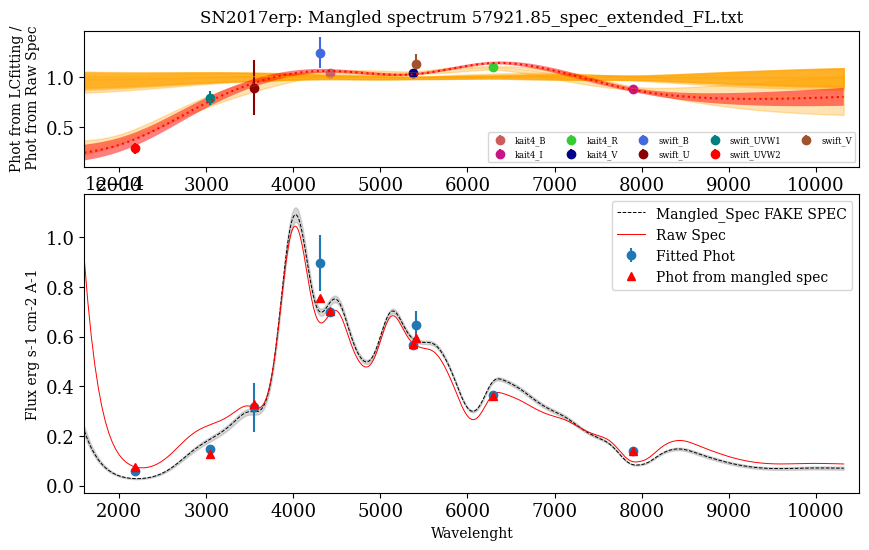 SN2017erp: Mangled spectrum 57921.85_spec_extended_FL.txt
Phot from LCfitting /
Phot from Raw Spec
1.0
0.5
kait4_B kait4_R swift_B swift_UVW1 swift_V
kait4_I kait4_V swift_U swift_UVW2
2000 3000 4000 5000 6000 7000 8000 9000 10000
1e−14
Flux erg s-1 cm-2 A-1
1.0
0.8
0.6
0.4
0.2
0.0
Mangled_Spec FAKE SPEC
Raw Spec
Fitted Phot
Phot from mangled spec
2000 3000 4000 5000 6000 7000 8000 9000 10000
Wavelenght